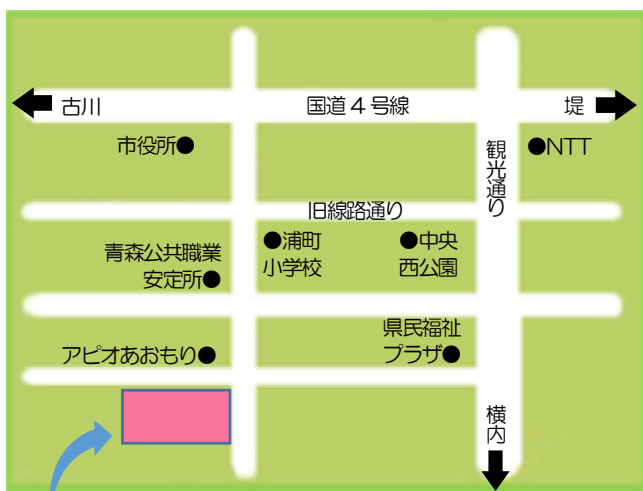 古川
国道４号線
堤
市役所●
観光通り
●NTT
旧線路通り
●浦町
小学校
●中央
西公園
青森公共職業
安定所●
県民福祉
プラザ●
アピオあおもり●
横内